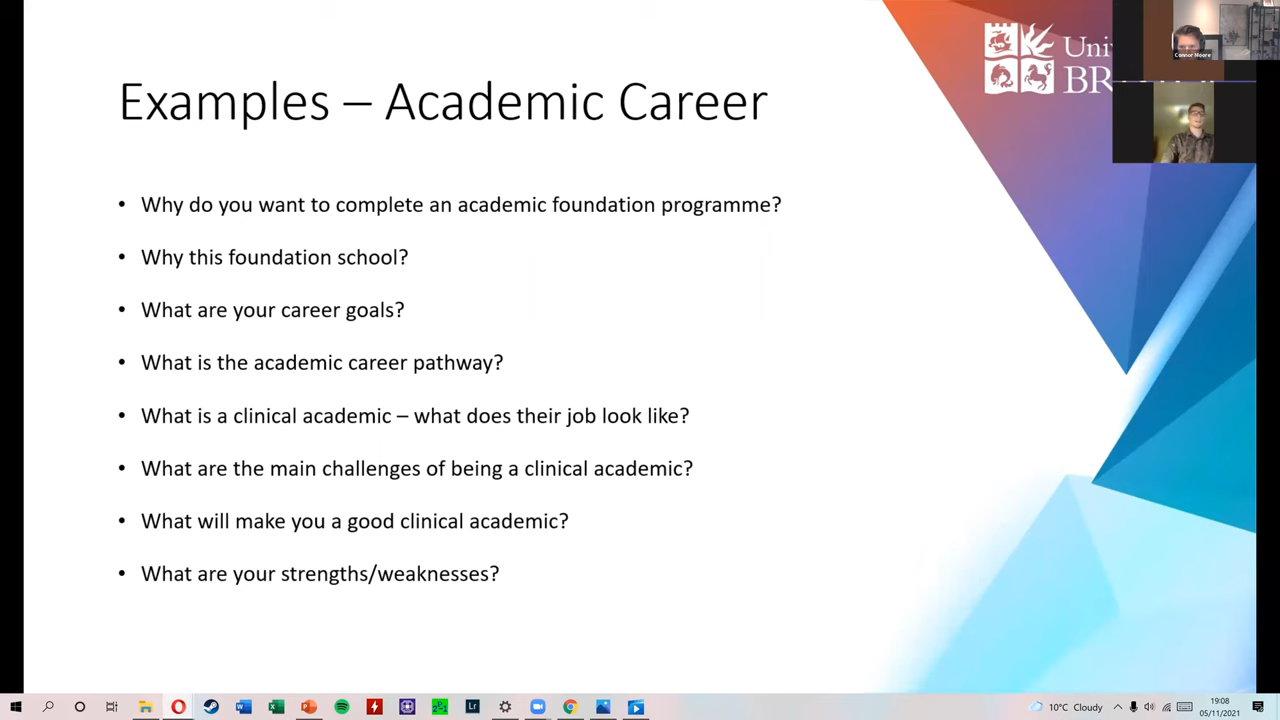 Examples – Academic Career
• Why do you want to complete an academic foundation programme?
• Why this foundation school?
• What are your career goals?
• What is the academic career pathway?
• What is a clinical academic – what does their job look like?
• What are the main challenges of being a clinical academic?
• What will make you a good clinical academic?
• What are your strengths/weaknesses?
Connor Moore
10°C Cloudy
19:08
05/11/2021